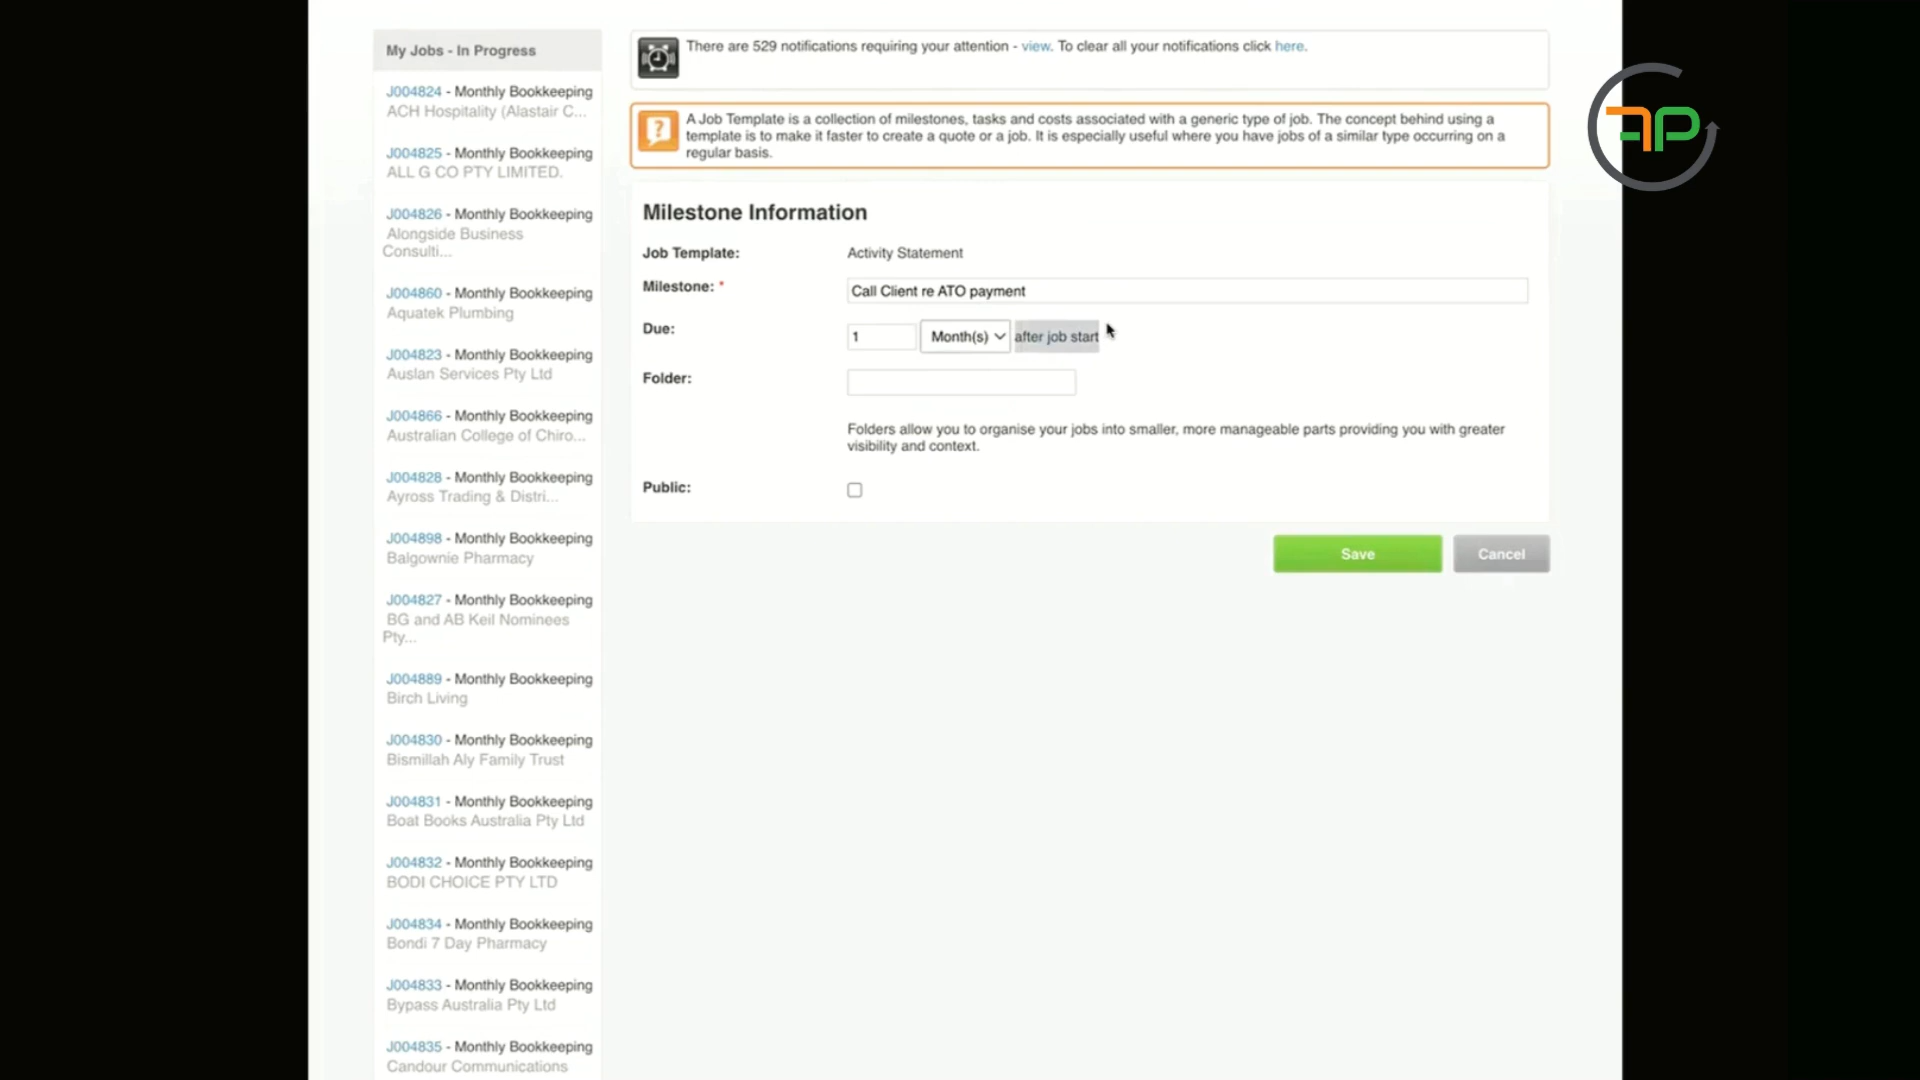 My Jobs - In Progress
J004824 - Monthly Bookkeeping
ACH Hospitality (Alastair C...
J004825 - Monthly Bookkeeping
ALL G CO PTY LIMITED.
J004826 - Monthly Bookkeeping
Alongside Business
Consulti...
J004860 - Monthly Bookkeeping
Aquatek Plumbing
J004823 - Monthly Bookkeeping
Auslan Services Pty Ltd
J004866 - Monthly Bookkeeping
Australian College of Chiro...
J004828 - Monthly Bookkeeping
Ayross Trading & Distri...
J004898 - Monthly Bookkeeping
Balgownie Pharmacy
J004827 - Monthly Bookkeeping
BG and AB Keil Nominees
Pty...
J004889 - Monthly Bookkeeping
Birch Living
J004830 - Monthly Bookkeeping
Bismillah Aly Family Trust
J004831 - Monthly Bookkeeping
Boat Books Australia Pty Ltd
J004832 - Monthly Bookkeeping
BODI CHOICE PTY LTD
J004834 - Monthly Bookkeeping
Bondi 7 Day Pharmacy
J004833 - Monthly Bookkeeping
Bypass Australia Pty Ltd
J004835 - Monthly Bookkeeping
Candour Communications
There are 529 notifications requiring your attention - view. To clear all your notifications click here.
A Job Template is a collection of milestones, tasks and costs associated with a generic type of job. The concept behind using a
template is to make it faster to create a quote or a job. It is especially useful where you have jobs of a similar type occurring on a
regular basis.
Milestone Information
Job Template: Activity Statement
Milestone: * Call Client re ATO payment
Due: 1 Month(s) after job start
Folder:
Folders allow you to organise your jobs into smaller, more manageable parts providing you with greater
visibility and context.
Public:
Save Cancel